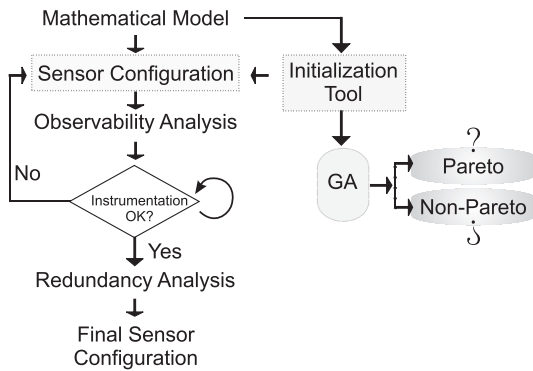 Mathematical Model
Sensor Configuration
Initialization
Tool
Observability Analysis
No
Instrumentation
OK?
GA
?
Pareto
Non-Pareto
?
Yes
Redundancy Analysis
Final Sensor
Configuration